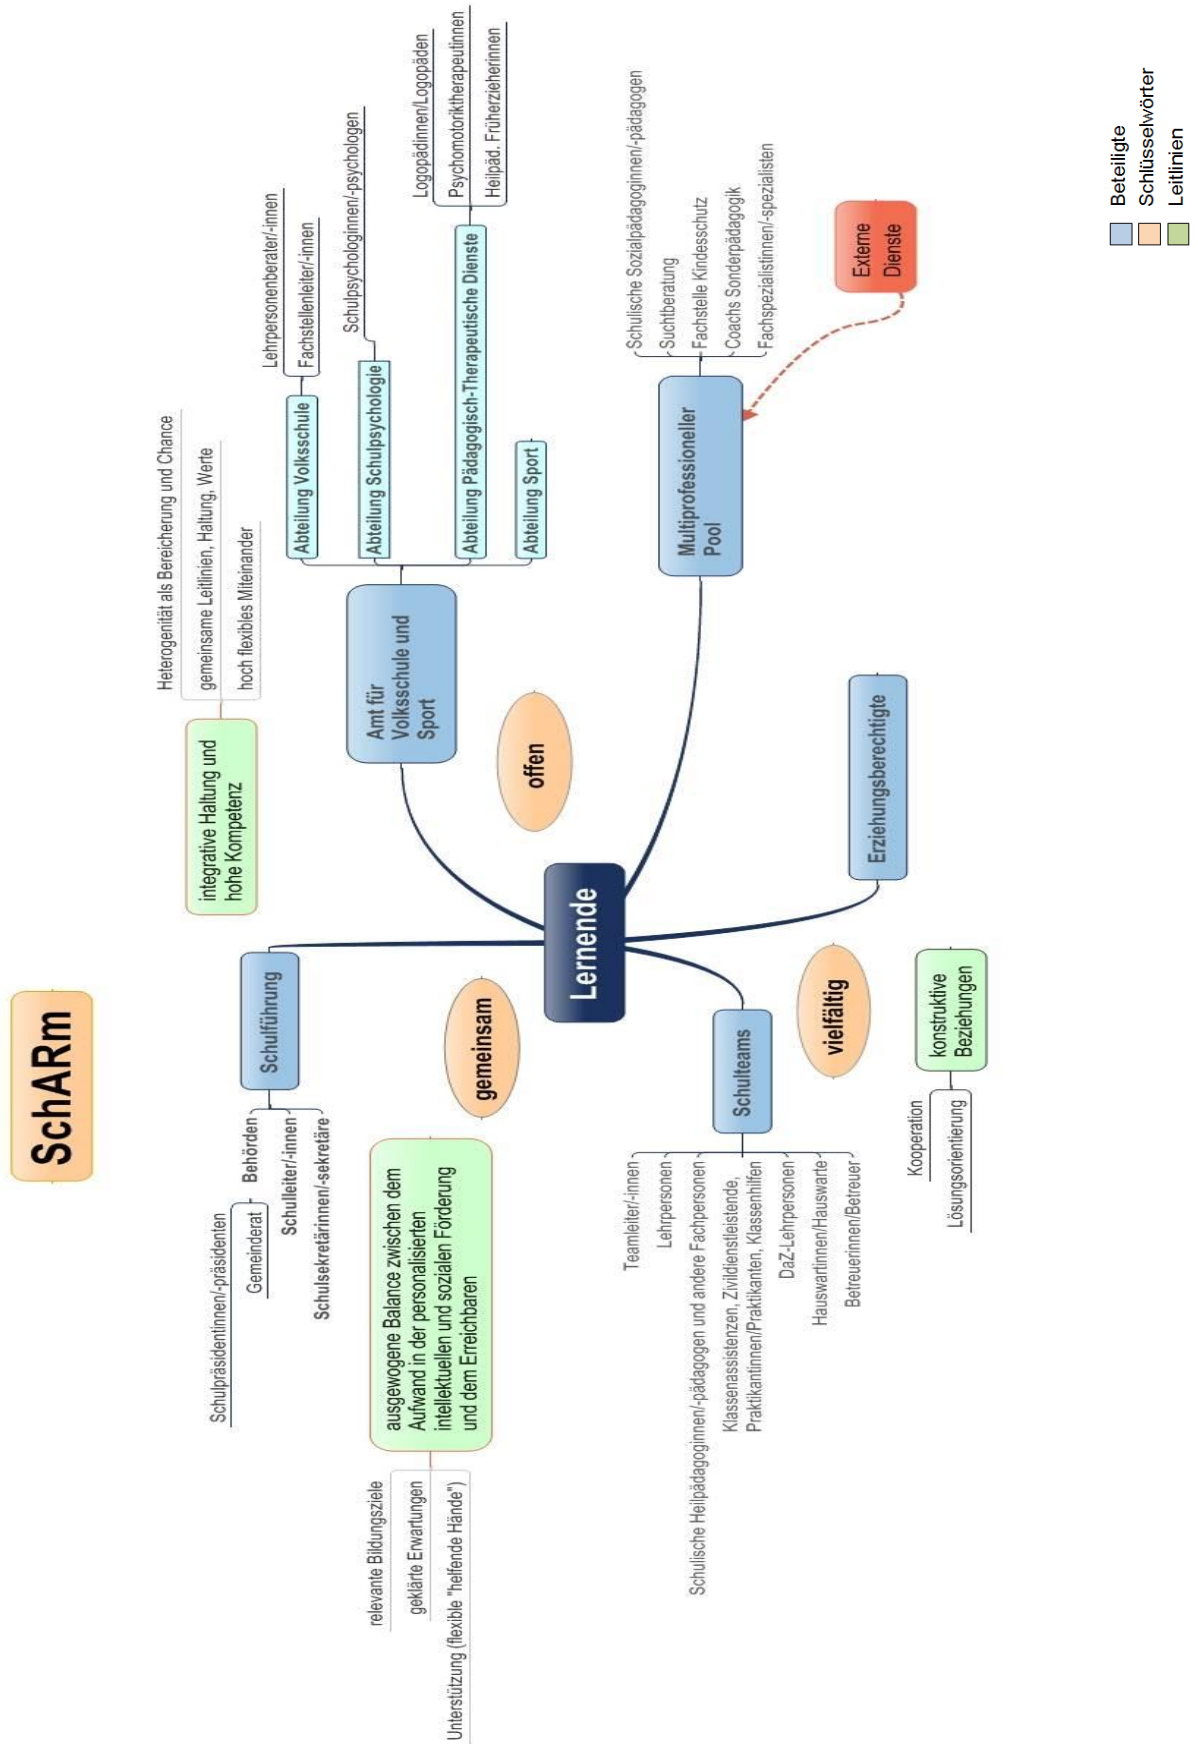 SchARm
Schulführung
Schulpräsidentinnen/-präsidenten
Gemeinderat
Behörden
Schulleiter/-innen
Schulsekretärinnen/-sekretäre
integrative Haltung und
hohe Kompetenz
Heterogenität als Bereicherung und Chance
gemeinsame Leitlinien, Haltung, Werte
hoch flexibles Miteinander
Amt für
Volksschule und
Sport
Abteilung Volksschule
Lehrpersonenberater/-innen
Fachstellenleiter/-innen
Abteilung Schulpsychologie
Schulpsychologinnen/-psychologen
Abteilung Pädagogisch-Therapeutische Dienste
Logopädinnen/Logopäden
Psychomotoriktherapeutinnen
Heilpäd. Früherzieherinnen
Abteilung Sport
ausgewogene Balance zwischen dem
Aufwand in der personalisierten
intellektuellen und sozialen Förderung
und dem Erreichbaren
relevante Bildungsziele
geklärte Erwartungen
Unterstützung (flexible "helfende Hände")
gemeinsam
offen
Lernende
Multiprofessioneller
Pool
Schulische Sozialpädagoginnen/-pädagogen
Suchtberatung
Fachstelle Kindesschutz
Coachs Sonderpädagogik
Fachspezialistinnen/-spezialisten
Externe
Dienste
Schulteams
Teamleiter/-innen
Lehrpersonen
Schulische Heilpädagoginnen/-pädagogen und andere Fachpersonen
Klassenassistenzen, Zivildienstleistende,
Praktikantinnen/Praktikanten, Klassenhilfen
DaZ-Lehrpersonen
Hauswartinnen/Hauswarte
Betreuerinnen/Betreuer
vielfältig
Erziehungsberechtigte
konstruktive
Beziehungen
Kooperation
Lösungsorientierung
Beteiligte
Schlüsselwörter
Leitlinien